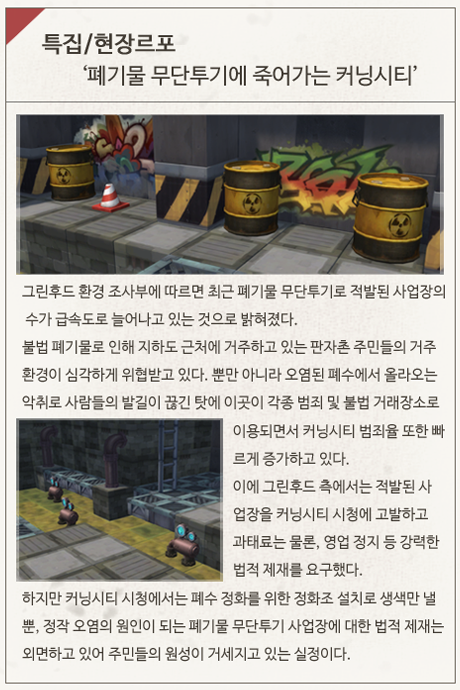 특집/현장르포
‘폐기물 무단투기에 죽어가는 커닝시티’
그린후드 환경 조사부에 따르면 최근 폐기물 무단투기로 적발된 사업장의
수가 급속도로 늘어나고 있는 것으로 밝혀졌다.
불법 폐기물로 인해 지하도 근처에 거주하고 있는 판자촌 주민들의 거주
환경이 심각하게 위협받고 있다. 뿐만 아니라 오염된 폐수에서 올라오는
악취로 사람들의 발길이 끊긴 탓에 이곳이 각종 범죄 및 불법 거래장소로
이용되면서 커닝시티 범죄율 또한 빠
르게 증가하고 있다.
이에 그린후드 측에서는 적발된 사
업장을 커닝시티 시청에 고발하고
과태료는 물론, 영업 정지 등 강력한
법적 제재를 요구했다.
하지만 커닝시티 시청에서는 폐수 정화를 위한 정화조 설치로 생색만 낼
뿐, 정작 오염의 원인이 되는 폐기물 무단투기 사업장에 대한 법적 제재는
외면하고 있어 주민들의 원성이 거세지고 있는 실정이다.